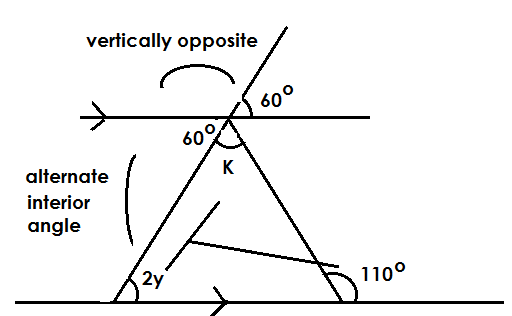 vertically opposite
60°
60°
K
alternate
interior
angle
2y
110°